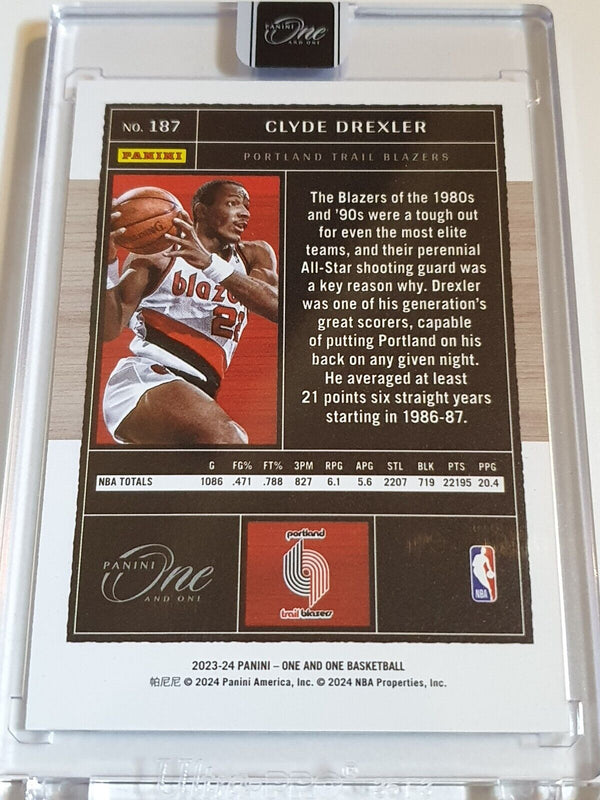 PANINI One
AND ONE
NO. 187
CLYDE DREXLER
PANINI
PORTLAND TRAIL BLAZERS
The Blazers of the 1980s
and '90s were a tough out
for even the most elite
teams, and their perennial
All-Star shooting guard was
a key reason why. Drexler
was one of his generation's
great scorers, capable
of putting Portland on his
back on any given night.
He averaged at least
21 points six straight years
starting in 1986-87.
blaze
22
G FG% FT% 3PM RPG APG STL BLK PTS PPG
NBA TOTALS 1086 .471 .788 827 6.1 5.6 2207 719 22195 20.4
PANINI One
AND ONE
portland
trail blazers
NBA
2023-24 PANINI – ONE AND ONE BASKETBALL
帕尼尼 © 2024 Panini America, Inc. © 2024 NBA Properties, Inc.